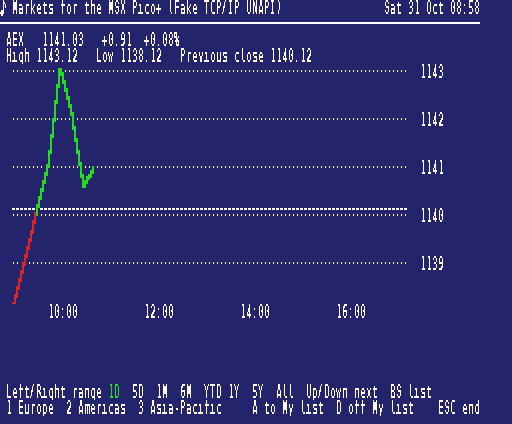 ♪ Markets for the MSX Pico+ (Fake TCP/IP UNAPI) Sat 31 Oct 08:58
AEX 1141.03 +0.91 +0.08%
High 1143.12 Low 1138.12 Previous close 1140.12
1143
1142
1141
1140
1139
10:00 12:00 14:00 16:00
Left/Right range 1D 5D 1M 6M YTD 1Y 5Y All Up/Down next BS list
1 Europe 2 Americas 3 Asia-Pacific A to My list D off My list ESC end